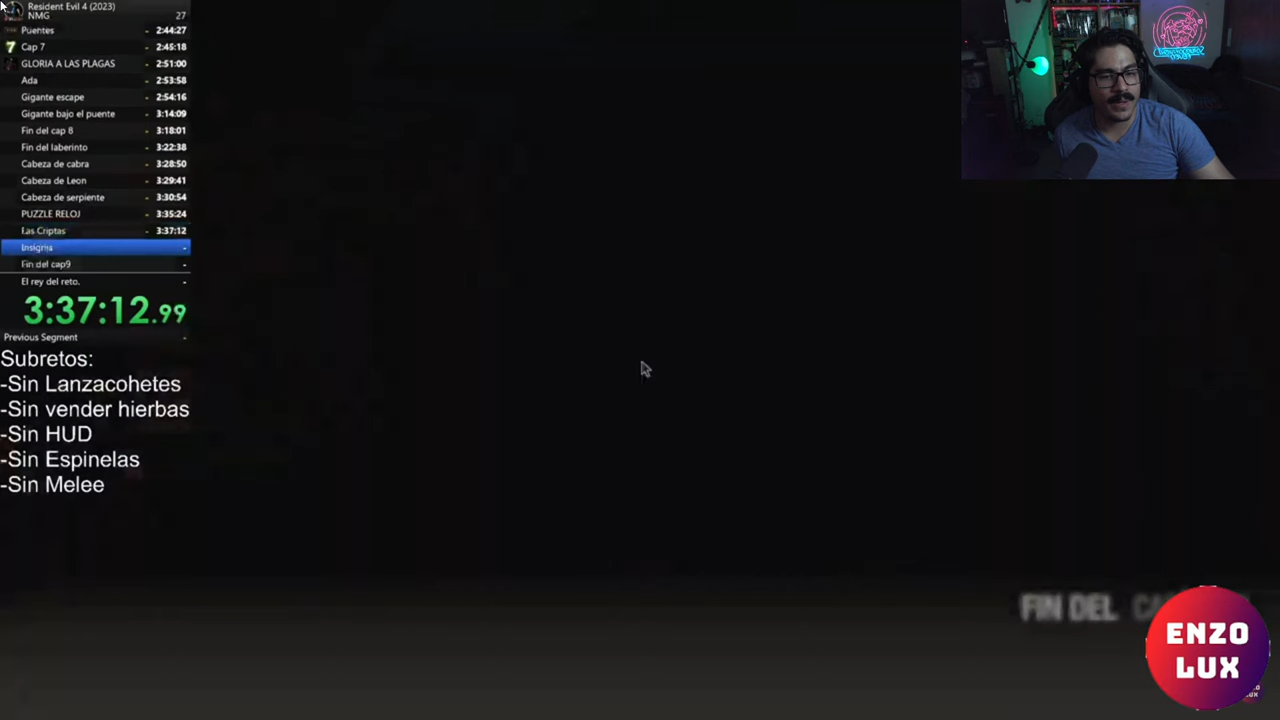 Resident Evil 4 (2023)
NMG 27
Puentes - 2:44:27
7 Cap 7 - 2:45:18
GLORIA A LAS PLAGAS - 2:51:00
Ada - 2:53:58
Gigante escape - 2:54:16
Gigante bajo el puente - 3:14:09
Fin del cap 8 - 3:18:01
Fin del laberinto - 3:22:38
Cabeza de cabra - 3:28:50
Cabeza de Leon - 3:29:41
Cabeza de serpiente - 3:30:54
PUZZLE RELOJ - 3:35:24
Las Criptas - 3:37:12
Insignia -
Fin del cap9 -
El rey del reto. -
3:37:12.99
Previous Segment -
Subretos:
-Sin Lanzacohetes
-Sin vender hierbas
-Sin HUD
-Sin Espinelas
-Sin Melee
FIN DEL
ENZO
LUX